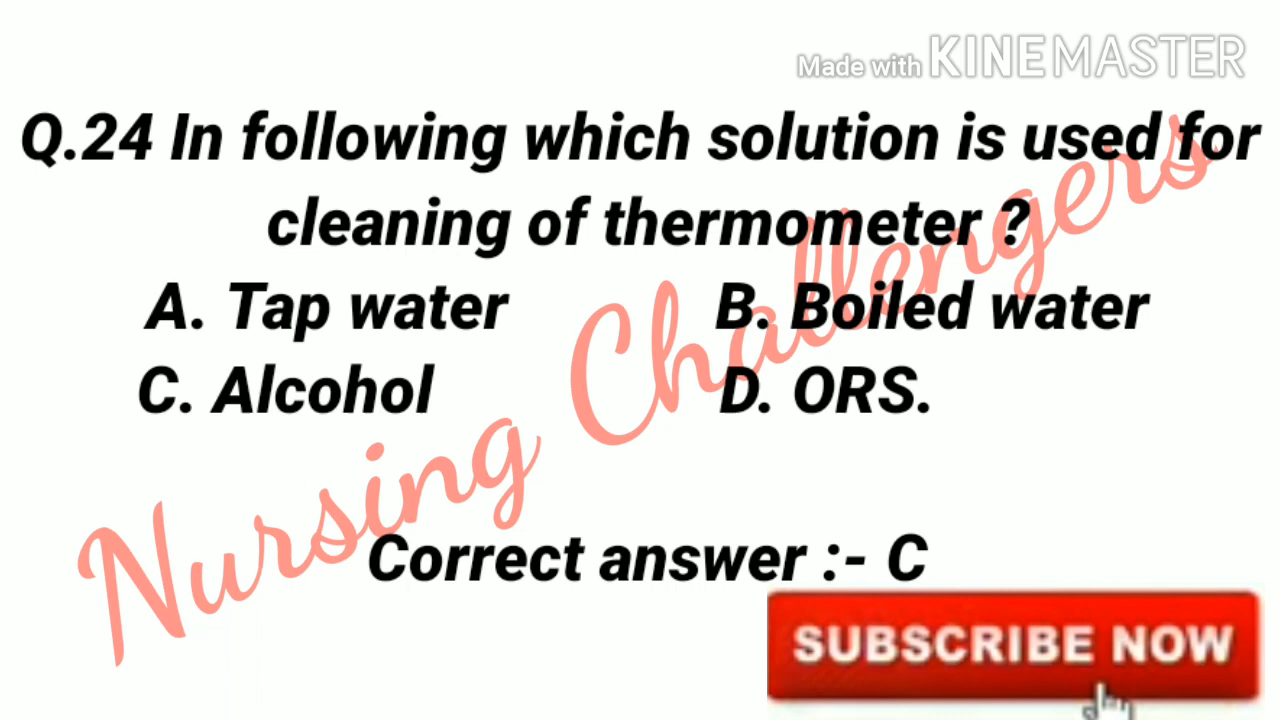 Made with KINEMASTER
Q.24 In following which solution is used for
cleaning of thermometer ?
A. Tap water B. Boiled water
C. Alcohol D. ORS.
Nursing Challengers
Correct answer :- C
SUBSCRIBE NOW